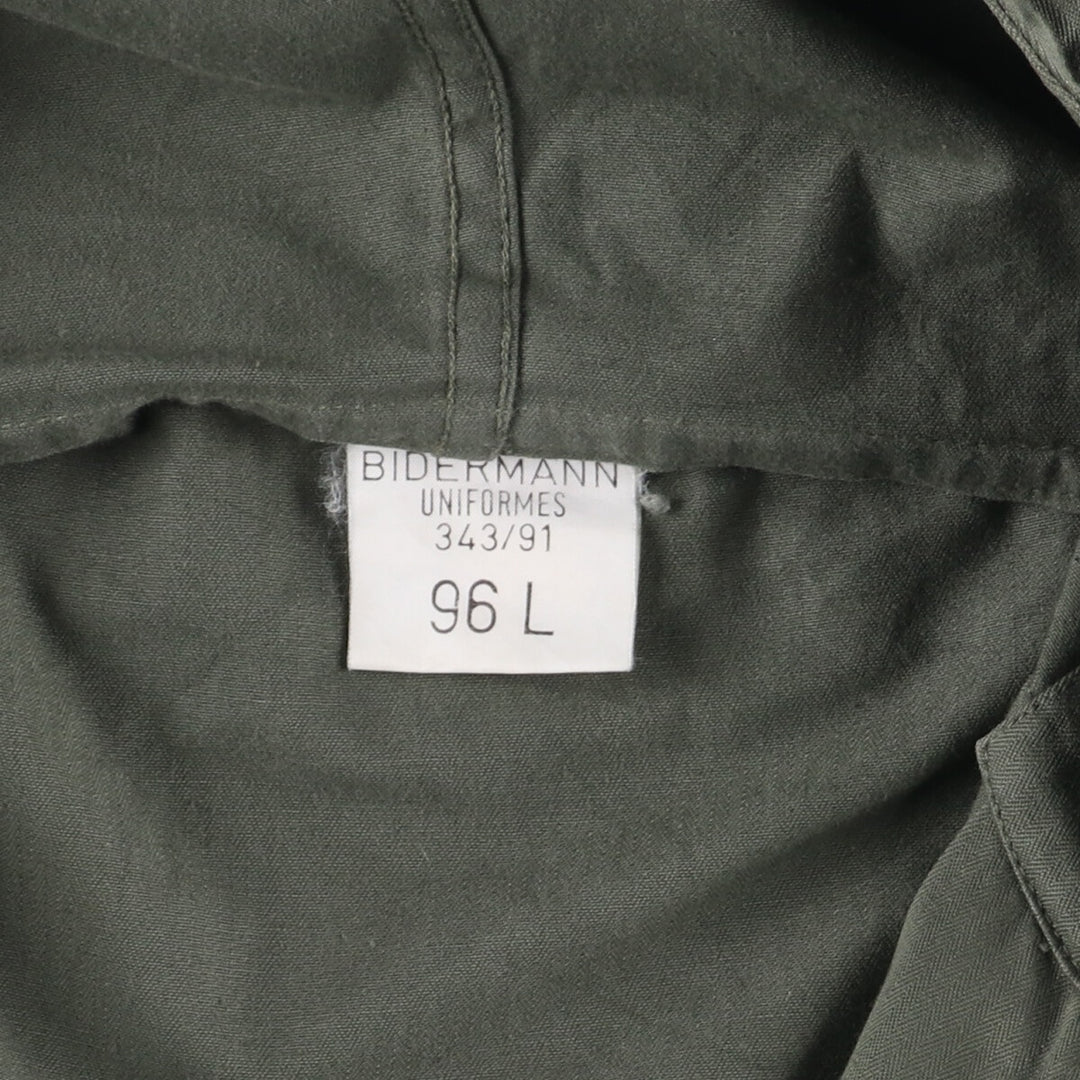 BIDERMANN
UNIFORMES
343/91
96 L